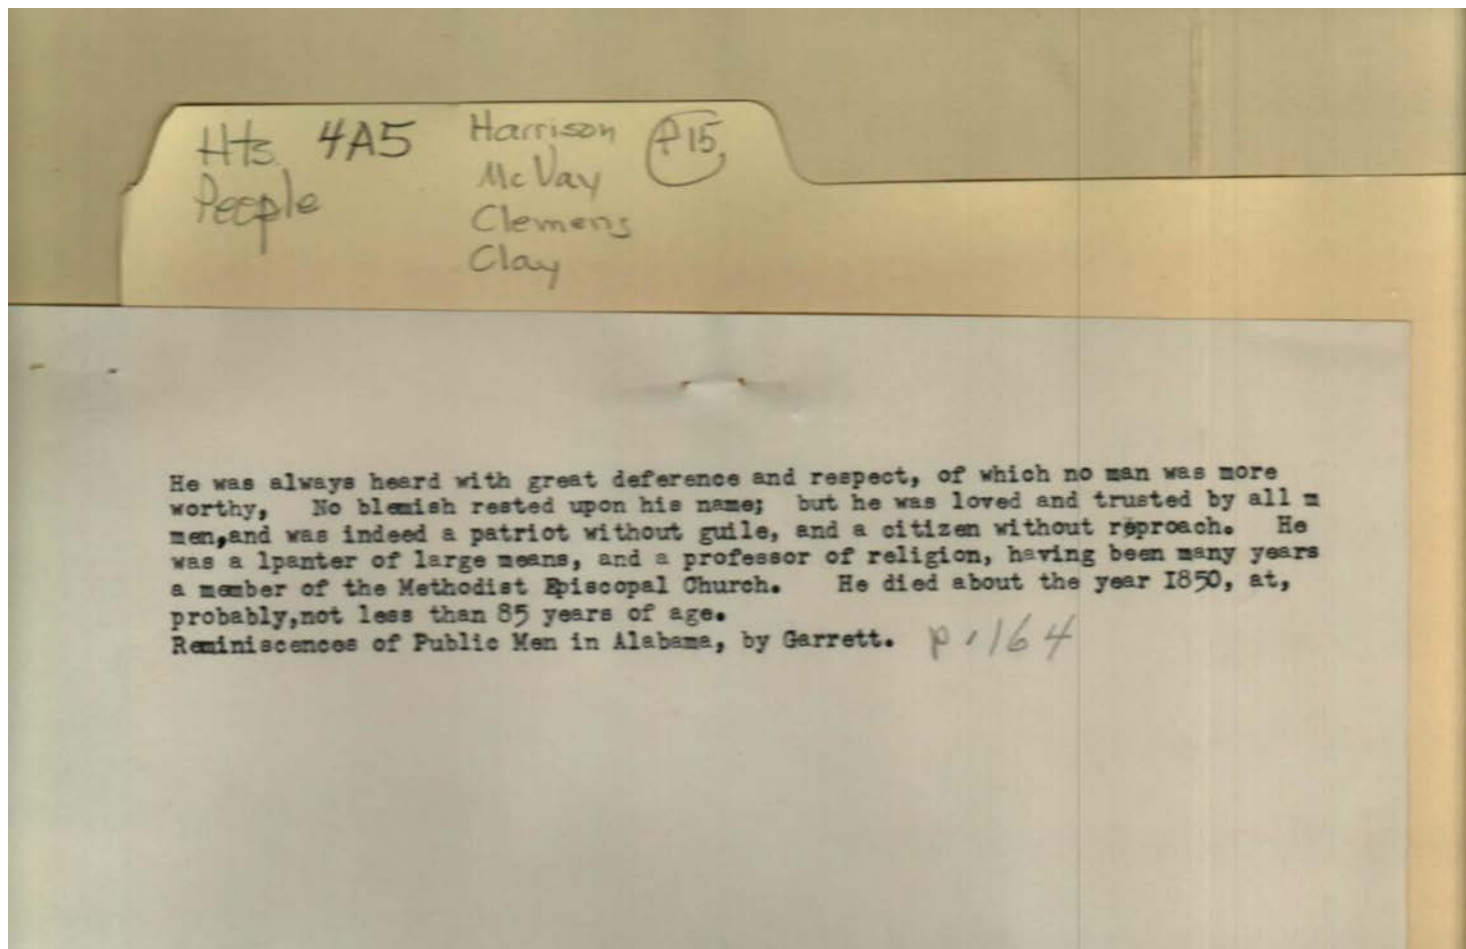 Hts. 4A5
People
Harrison
McVay
Clemens
Clay
P 15
He was always heard with great deference and respect, of which no man was more
worthy, No blemish rested upon his name; but he was loved and trusted by all m
men,and was indeed a patriot without guile, and a citizen without reproach. He
was a lpanter of large means, and a professor of religion, having been many years
a member of the Methodist Episcopal Church. He died about the year I850, at,
probably,not less than 85 years of age.
Reminiscences of Public Men in Alabama, by Garrett. p. 164